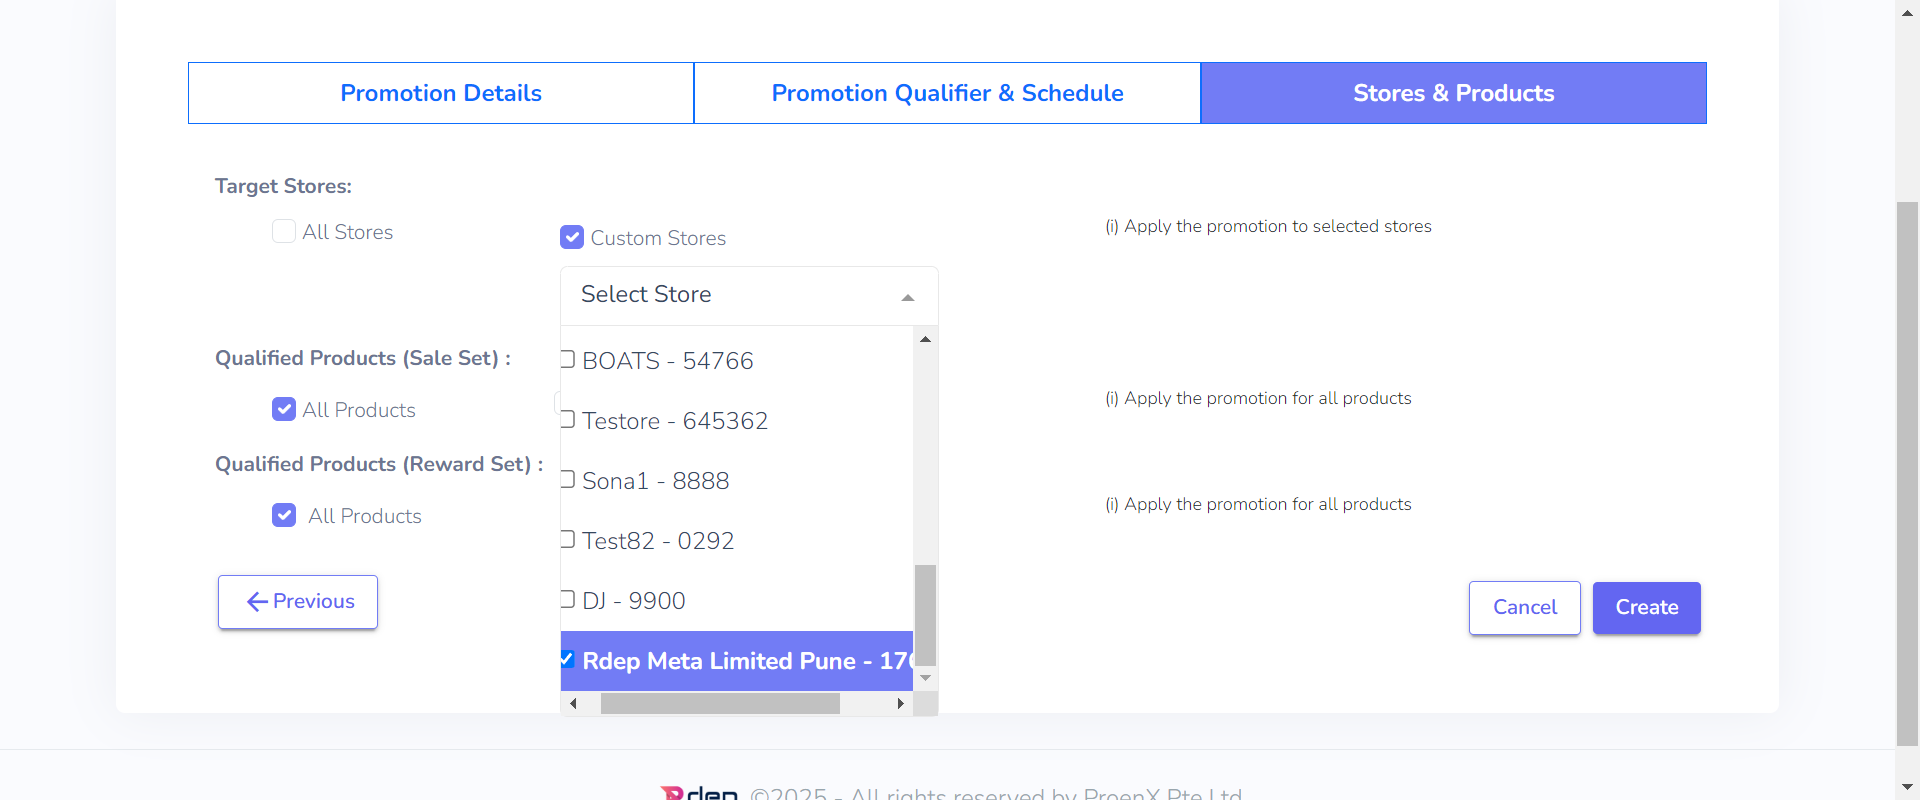 Promotion Details
Promotion Qualifier & Schedule
Stores & Products
Target Stores:
All Stores
Custom Stores
(i) Apply the promotion to selected stores
Select Store
BOATS - 54766
Testore - 645362
Sona1 - 8888
Test82 - 0292
DJ - 9900
Rdep Meta Limited Pune - 176
Qualified Products (Sale Set) :
All Products
(i) Apply the promotion for all products
Qualified Products (Reward Set) :
All Products
(i) Apply the promotion for all products
Previous
Cancel
Create
Rdep ©2025 - All rights reserved by ProenX Pte Ltd